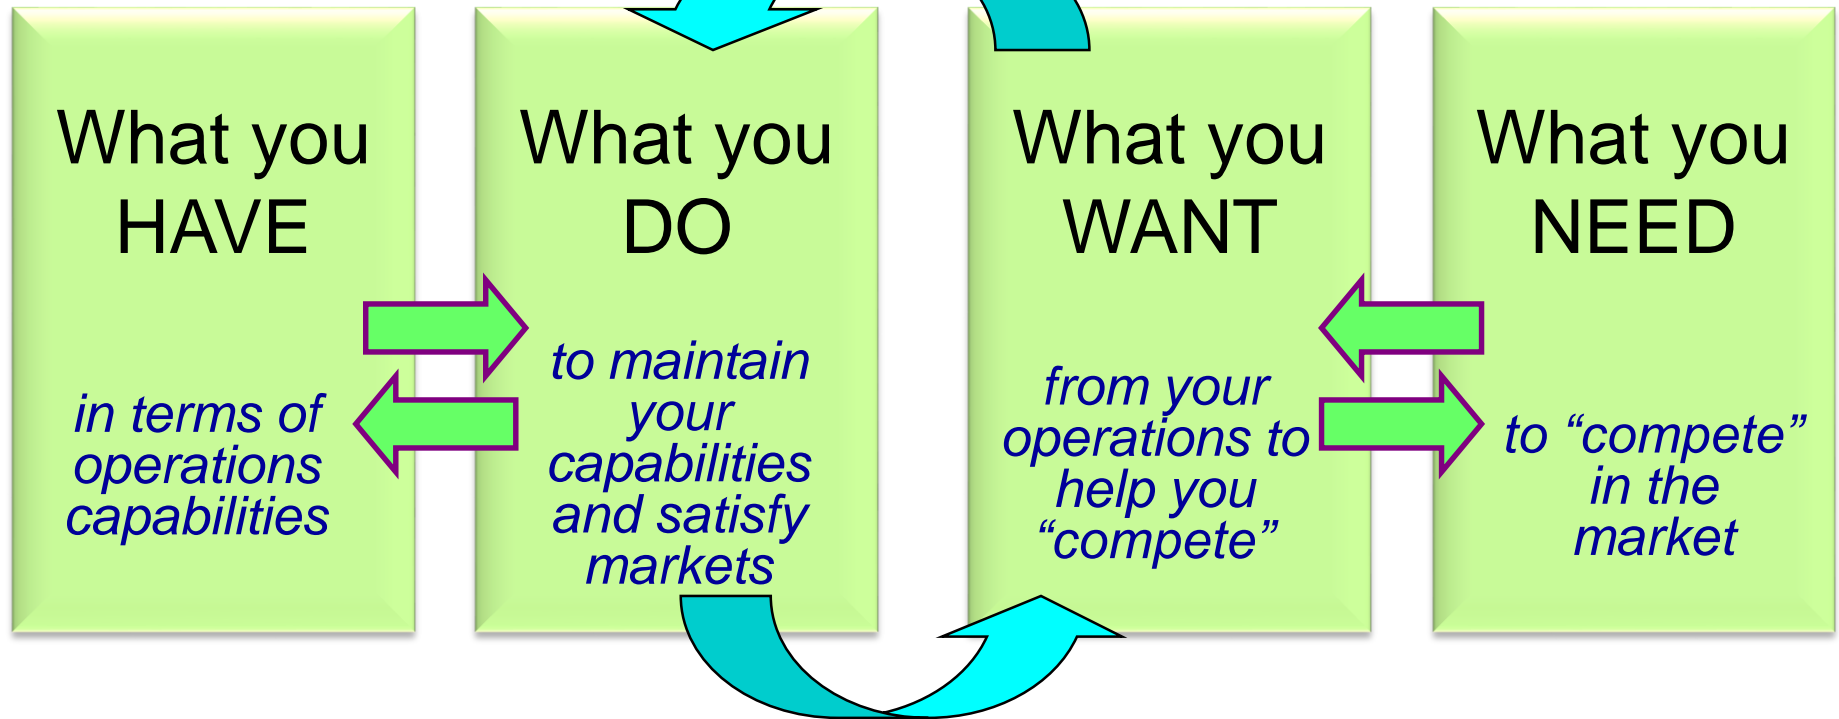 What you
HAVE
in terms of
operations
capabilities
What you
DO
to maintain
your
capabilities
and satisfy
markets
What you
WANT
from your
operations to
help you
“compete”
What you
NEED
to “compete”
in the
market